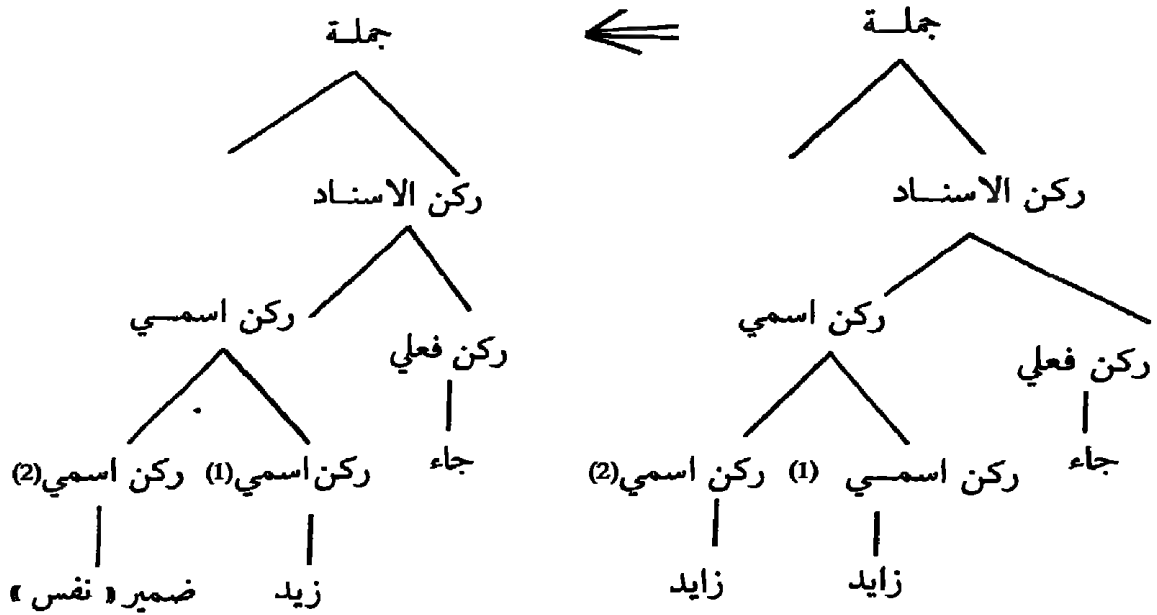 جملة جملة
ركن الاسناد ركن الاسناد
ركن اسمي ركن اسمي
ركن فعلي ركن فعلي
جاء ركن اسمي (1) ركن اسمي (2) جاء ركن اسمي (1) ركن اسمي (2)
زايد زايد زيد ضمير « نفس »